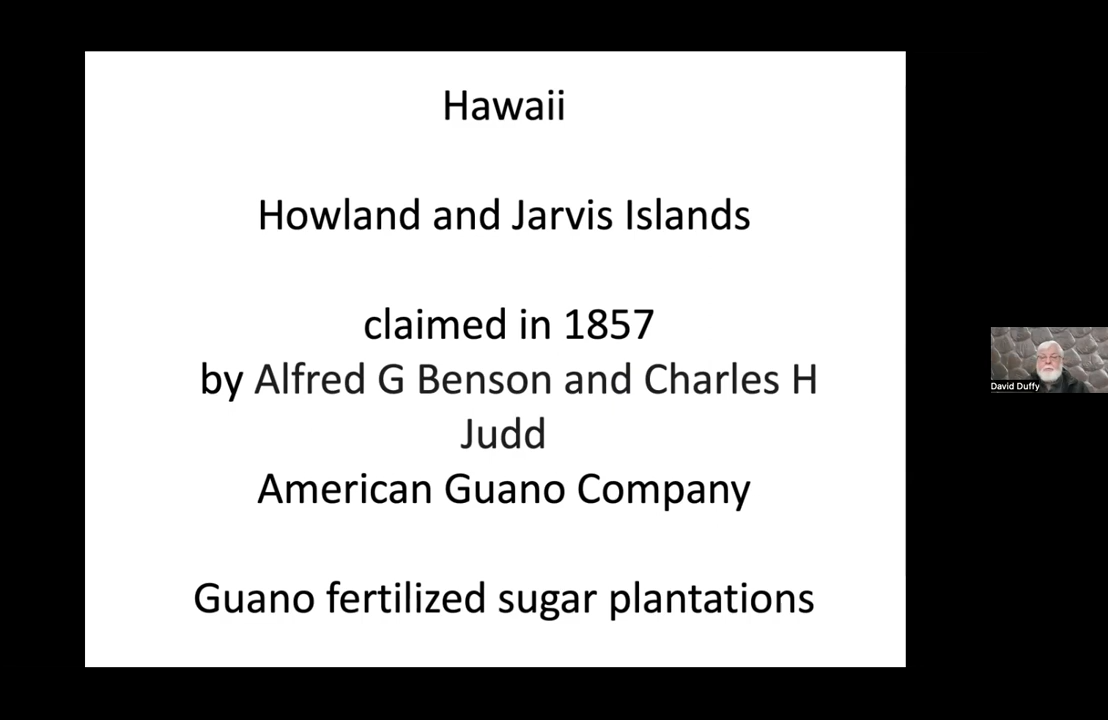 Hawaii
Howland and Jarvis Islands
claimed in 1857
by Alfred G Benson and Charles H
Judd
American Guano Company
Guano fertilized sugar plantations
David Duffy